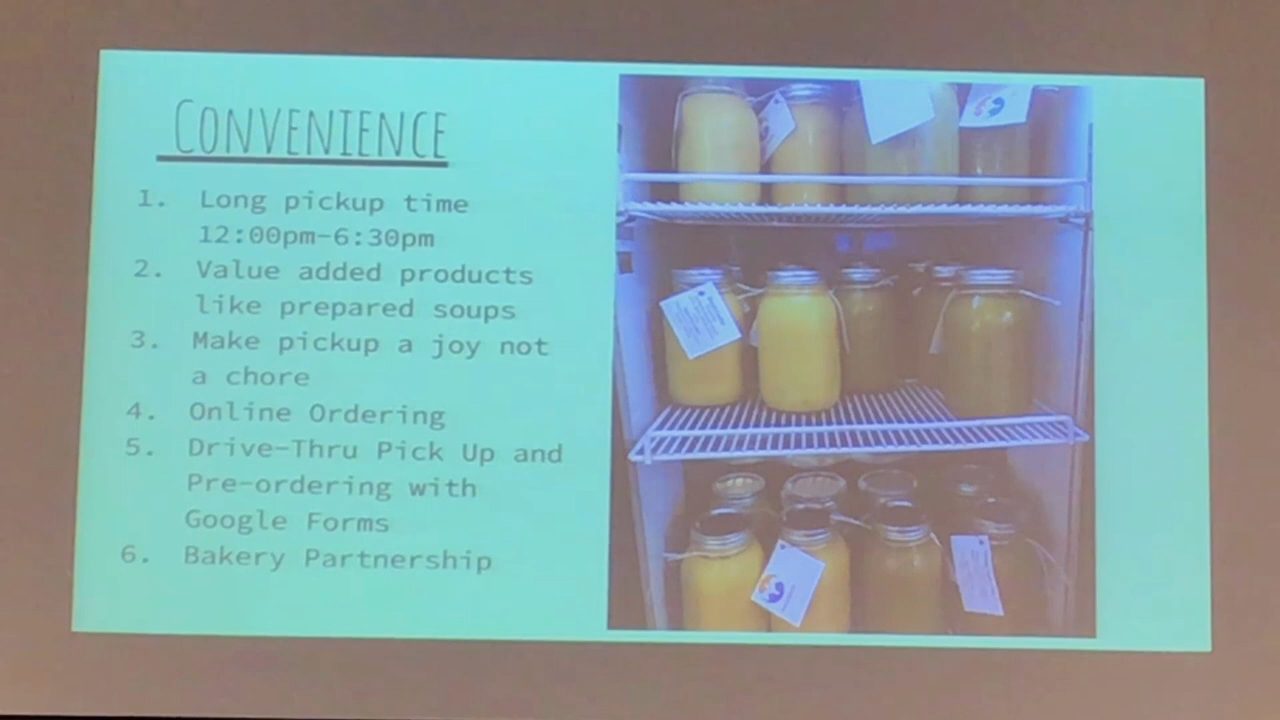 CONVENIENCE
1. Long pickup time
12:00pm-6:30pm
2. Value added products
like prepared soups
3. Make pickup a joy not
a chore
4. Online Ordering
5. Drive-Thru Pick Up and
Pre-ordering with
Google Forms
6. Bakery Partnership